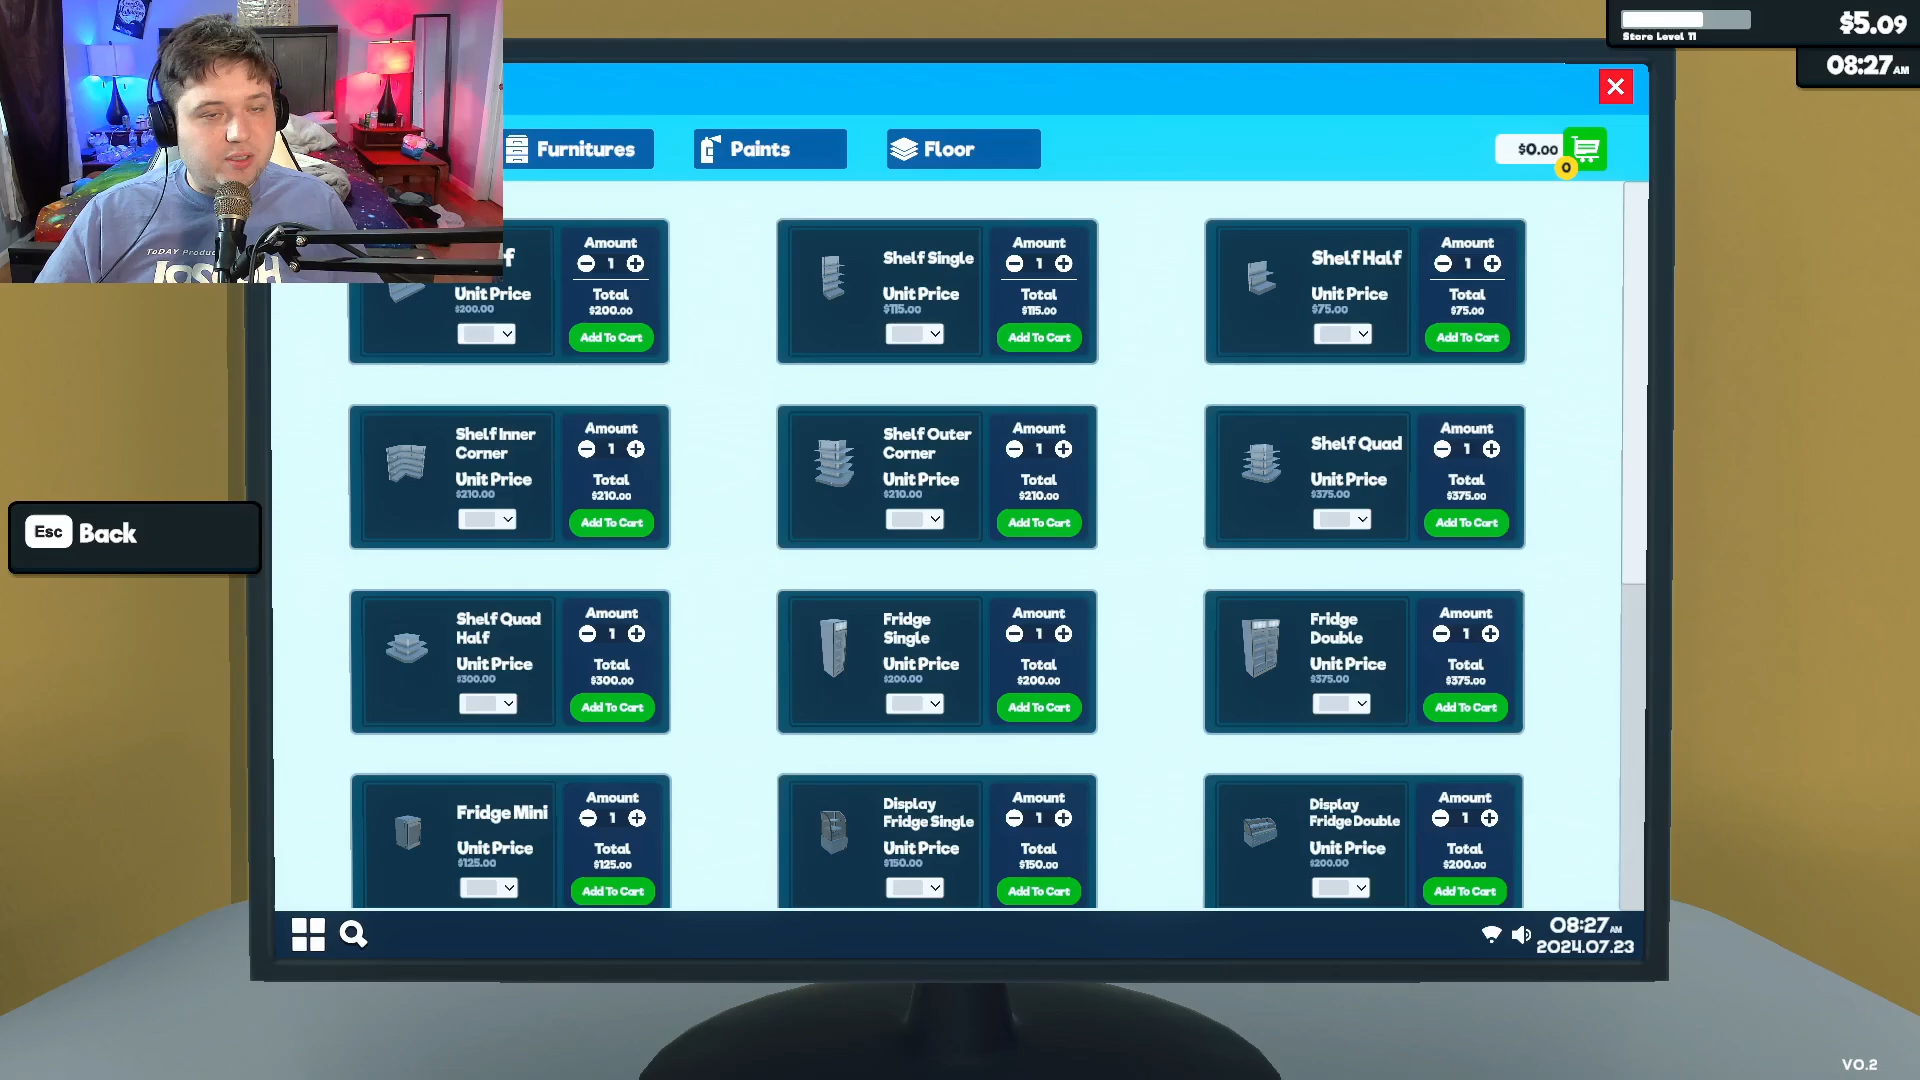 $5.09
Store Level 11
08:27 AM
Furnitures
Paints
Floor
$0.00
0
ToDAY Produc
JOSEPH
f
Unit Price
$200.00
Amount
1
Total
$200.00
Add To Cart
Shelf Single
Unit Price
$115.00
Amount
1
Total
$115.00
Add To Cart
Shelf Half
Unit Price
$75.00
Amount
1
Total
$75.00
Add To Cart
Shelf Inner
Corner
Unit Price
$210.00
Amount
1
Total
$210.00
Add To Cart
Shelf Outer
Corner
Unit Price
$210.00
Amount
1
Total
$210.00
Add To Cart
Shelf Quad
Unit Price
$375.00
Amount
1
Total
$375.00
Add To Cart
Esc Back
Shelf Quad
Half
Unit Price
$300.00
Amount
1
Total
$300.00
Add To Cart
Fridge
Single
Unit Price
$200.00
Amount
1
Total
$200.00
Add To Cart
Fridge
Double
Unit Price
$375.00
Amount
1
Total
$375.00
Add To Cart
Fridge Mini
Unit Price
$125.00
Amount
1
Total
$125.00
Add To Cart
Display
Fridge Single
Unit Price
$150.00
Amount
1
Total
$150.00
Add To Cart
Display
Fridge Double
Unit Price
$200.00
Amount
1
Total
$200.00
Add To Cart
08:27 AM
2024.07.23
V0.2